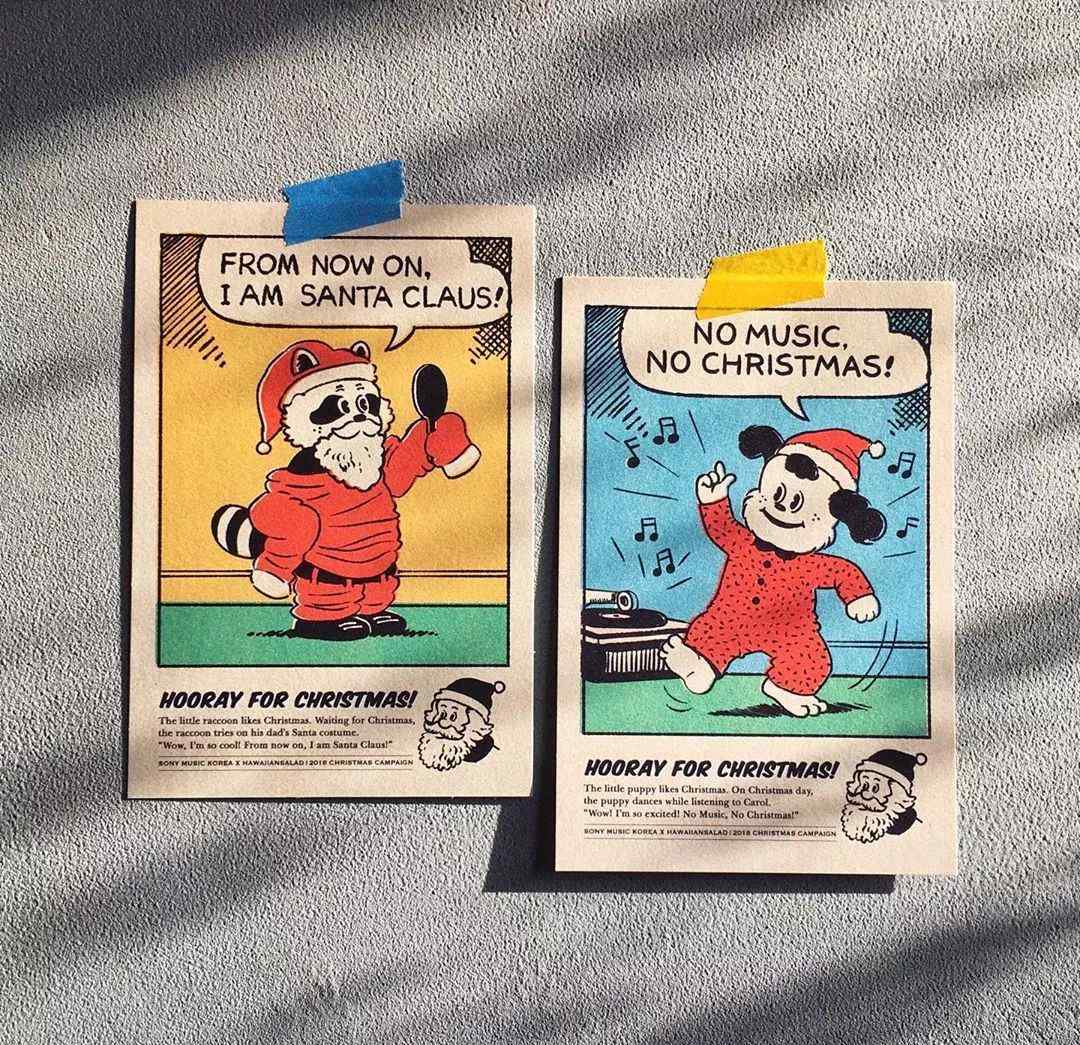 FROM NOW ON,
I AM SANTA CLAUS!
HOORAY FOR CHRISTMAS!
The little raccoon likes Christmas. Waiting for Christmas,
the raccoon tries on his dad's Santa costume.
"Wow, I'm so cool! From now on, I am Santa Claus!"
SONY MUSIC KOREA X HAWAIIANSALAD | 2018 CHRISTMAS CAMPAIGN
NO MUSIC,
NO CHRISTMAS!
HOORAY FOR CHRISTMAS!
The little puppy likes Christmas. On Christmas day,
the puppy dances while listening to Carol.
"Wow! I'm so excited! No Music, No Christmas!"
SONY MUSIC KOREA X HAWAIIANSALAD | 2018 CHRISTMAS CAMPAIGN